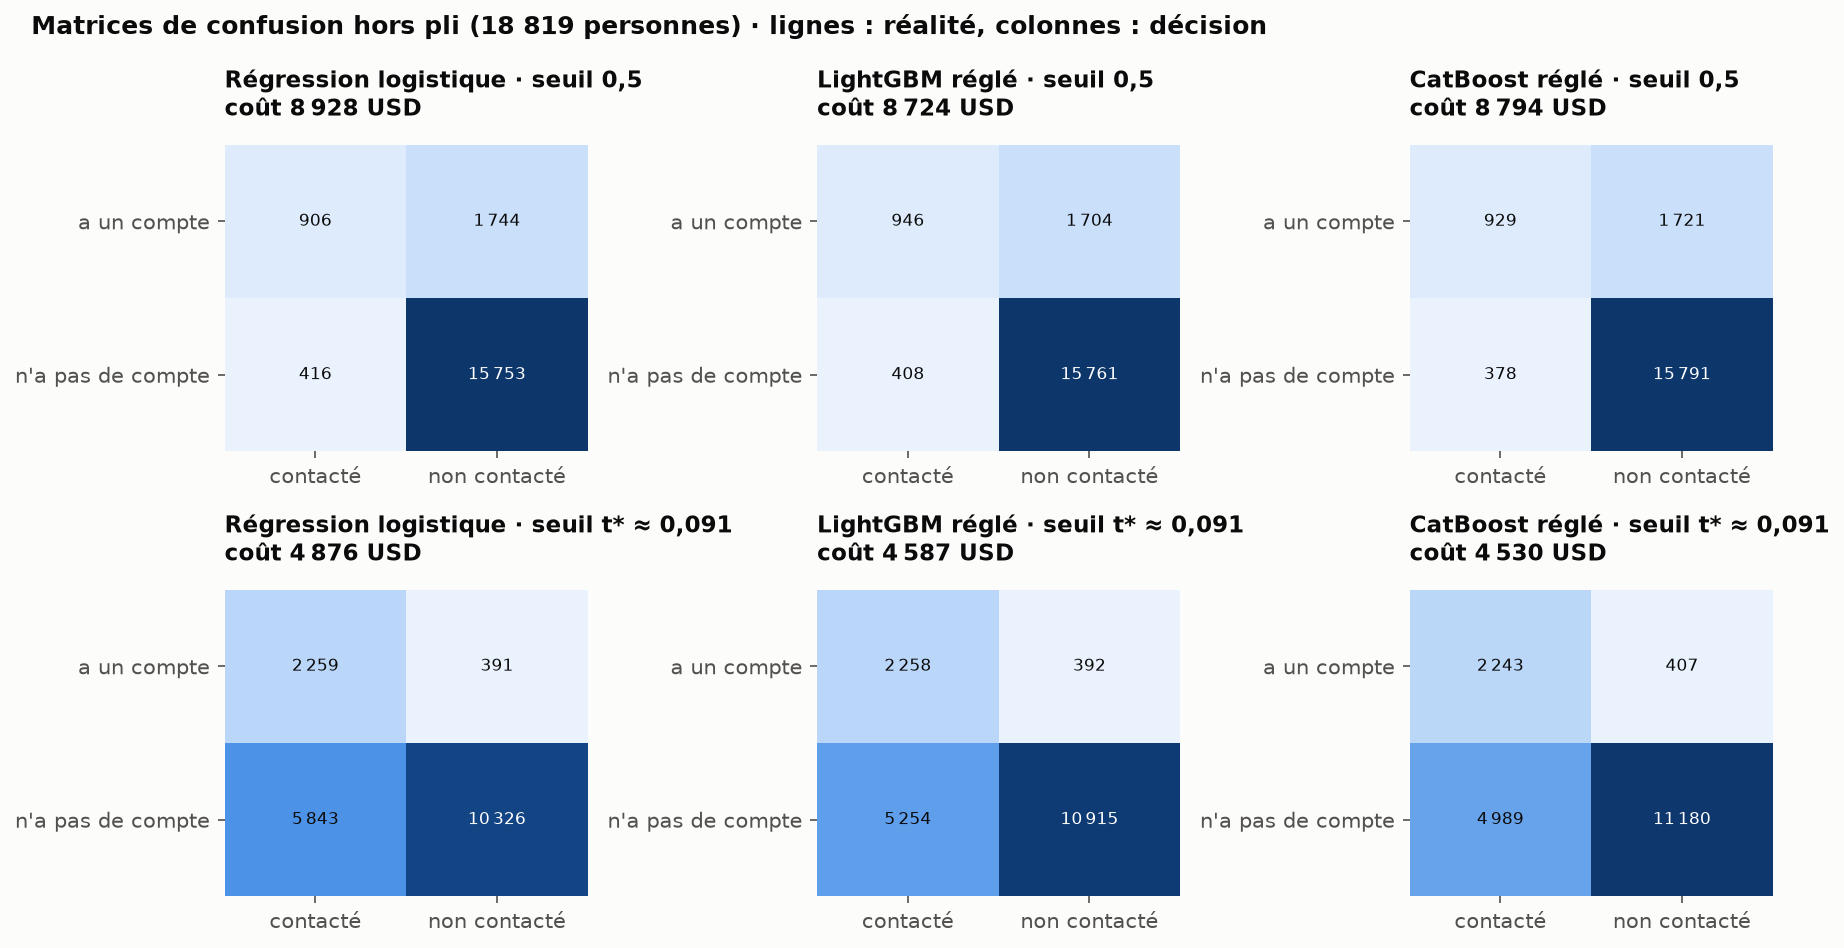 Matrices de confusion hors pli (18 819 personnes) · lignes : réalité, colonnes : décision
Régression logistique · seuil 0,5
coût 8 928 USD
a un compte
906
1 744
n'a pas de compte
416
15 753
contacté
non contacté
LightGBM réglé · seuil 0,5
coût 8 724 USD
a un compte
946
1 704
n'a pas de compte
408
15 761
contacté
non contacté
CatBoost réglé · seuil 0,5
coût 8 794 USD
a un compte
929
1 721
n'a pas de compte
378
15 791
contacté
non contacté
Régression logistique · seuil t* ≈ 0,091
coût 4 876 USD
a un compte
2 259
391
n'a pas de compte
5 843
10 326
contacté
non contacté
LightGBM réglé · seuil t* ≈ 0,091
coût 4 587 USD
a un compte
2 258
392
n'a pas de compte
5 254
10 915
contacté
non contacté
CatBoost réglé · seuil t* ≈ 0,091
coût 4 530 USD
a un compte
2 243
407
n'a pas de compte
4 989
11 180
contacté
non contacté